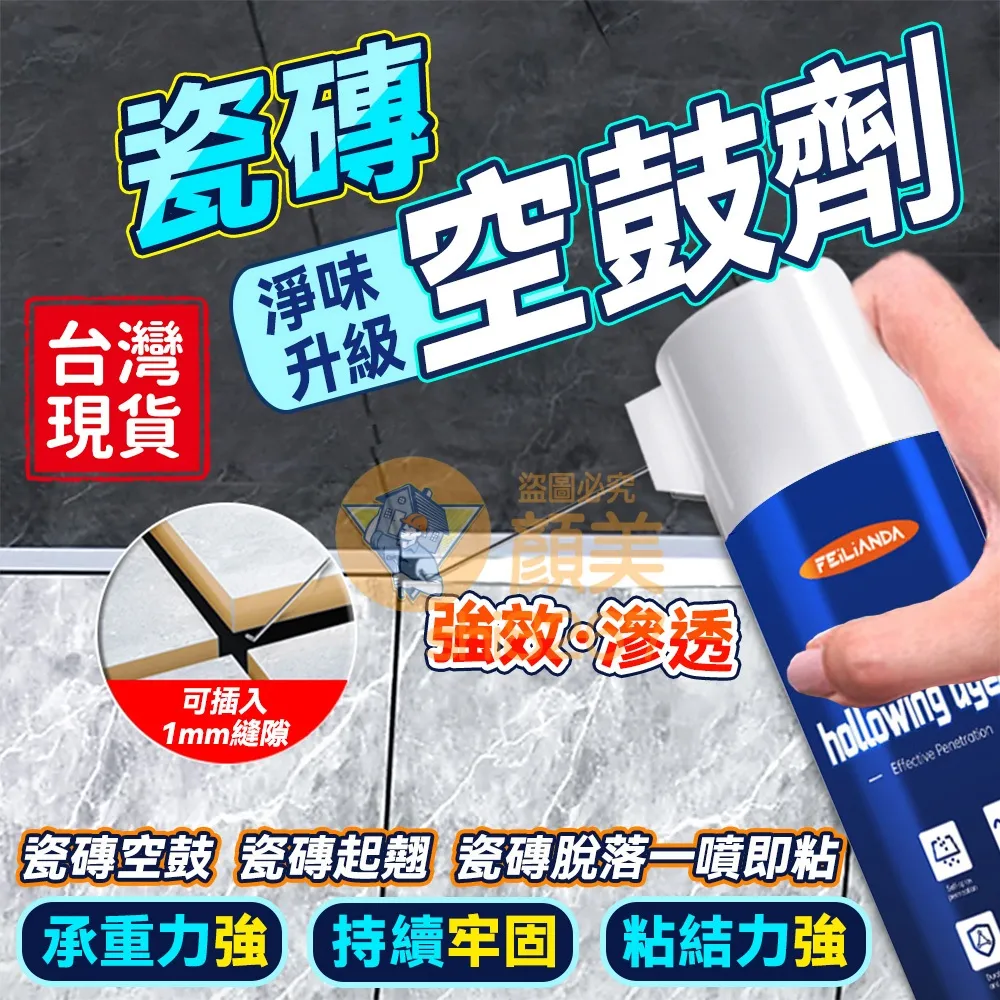 瓷磚
空鼓劑
淨味
升級
台灣
現貨
盜圖必究
顏美
FEiLiANDA
強效·滲透
可插入
1mm縫隙
hollowing age
Effective Penetration
瓷磚空鼓 瓷磚起翹 瓷磚脫落一噴即粘
承重力強 持續牢固 粘結力強